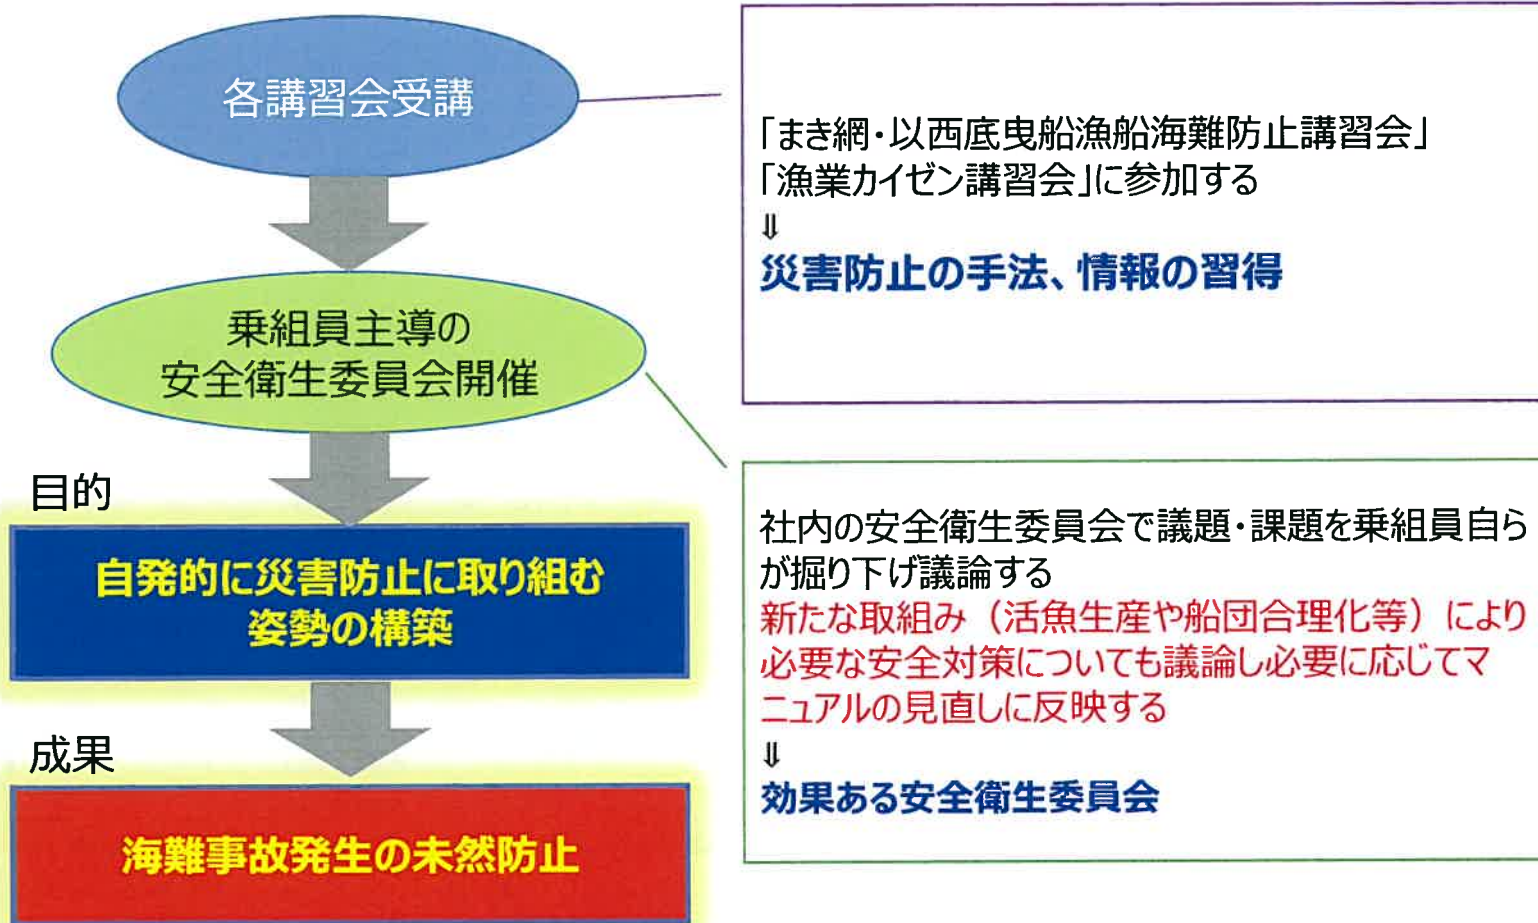 各講習会受講
「まき網・以西底曳船漁船海難防止講習会」
「漁業カイゼン講習会」に参加する
⇓
災害防止の手法、情報の習得
乗組員主導の
安全衛生委員会開催
社内の安全衛生委員会で議題・課題を乗組員自ら
が掘り下げ議論する
新たな取組み（活魚生産や船団合理化等）により
必要な安全対策についても議論し必要に応じてマ
ニュアルの見直しに反映する
⇓
効果ある安全衛生委員会
目的
自発的に災害防止に取り組む
姿勢の構築
成果
海難事故発生の未然防止